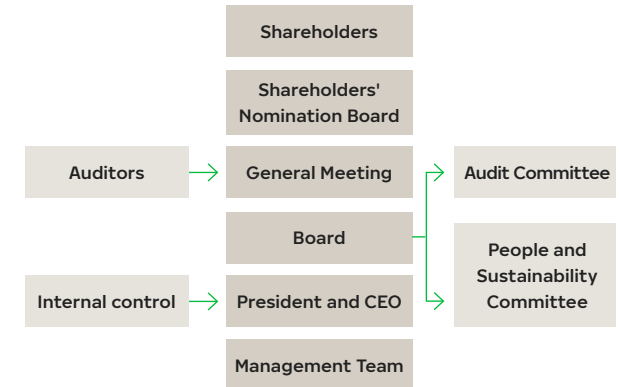 Shareholders
Shareholders'
Nomination Board
Auditors
General Meeting
Audit Committee
Board
People and
Sustainability
Committee
Internal control
President and CEO
Management Team